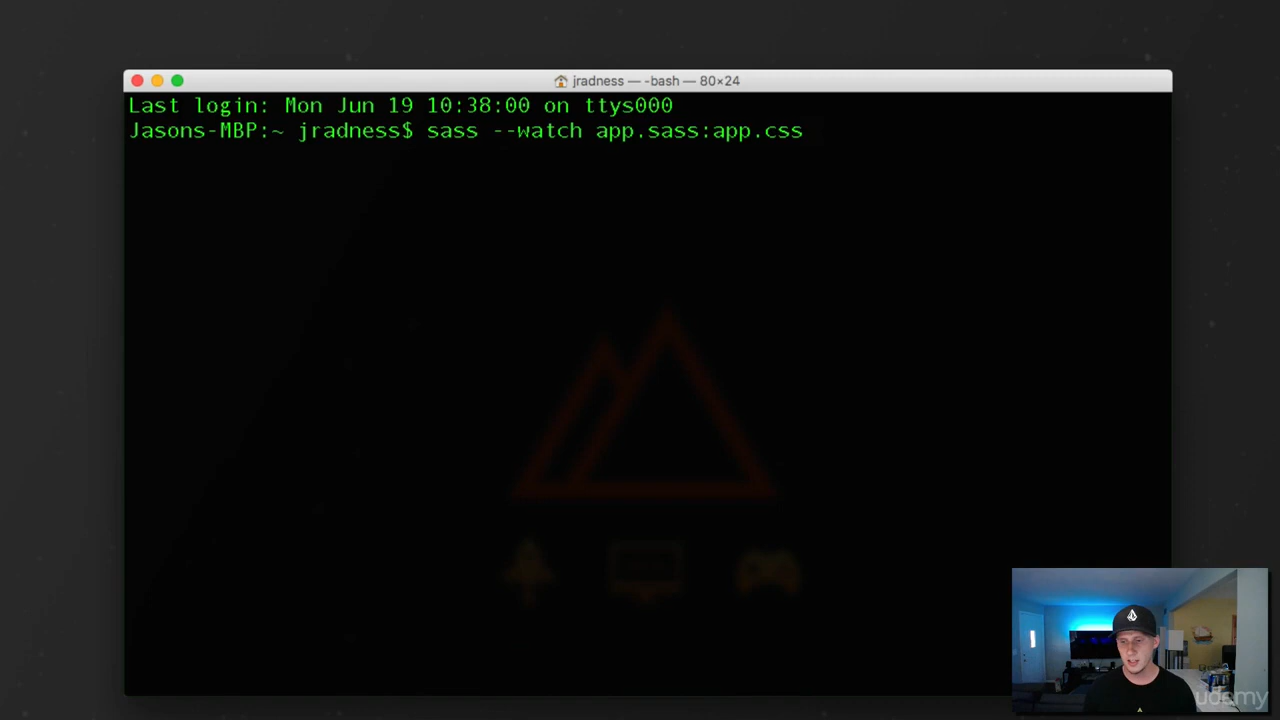 jradness — -bash — 80×24
Last login: Mon Jun 19 10:38:00 on ttys000
Jasons-MBP:~ jradness$ sass --watch app.sass:app.css
udemy